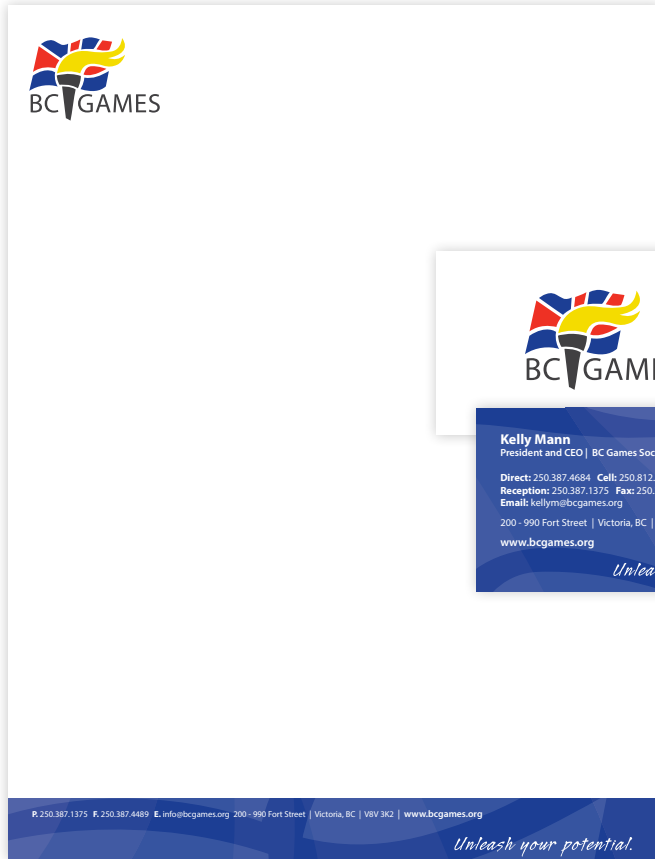 BC GAMES
BC GAM
Kelly Mann
President and CEO | BC Games Soc
Direct: 250.387.4684 Cell: 250.812.
Reception: 250.387.1375 Fax: 250.
Email: kellym@bcgames.org
200 - 990 Fort Street | Victoria, BC |
www.bcgames.org
Unlea
P. 250.387.1375 F. 250.387.4489 E. info@bcgames.org 200 - 990 Fort Street | Victoria, BC | V8V 3K2 | www.bcgames.org
Unleash your potential.